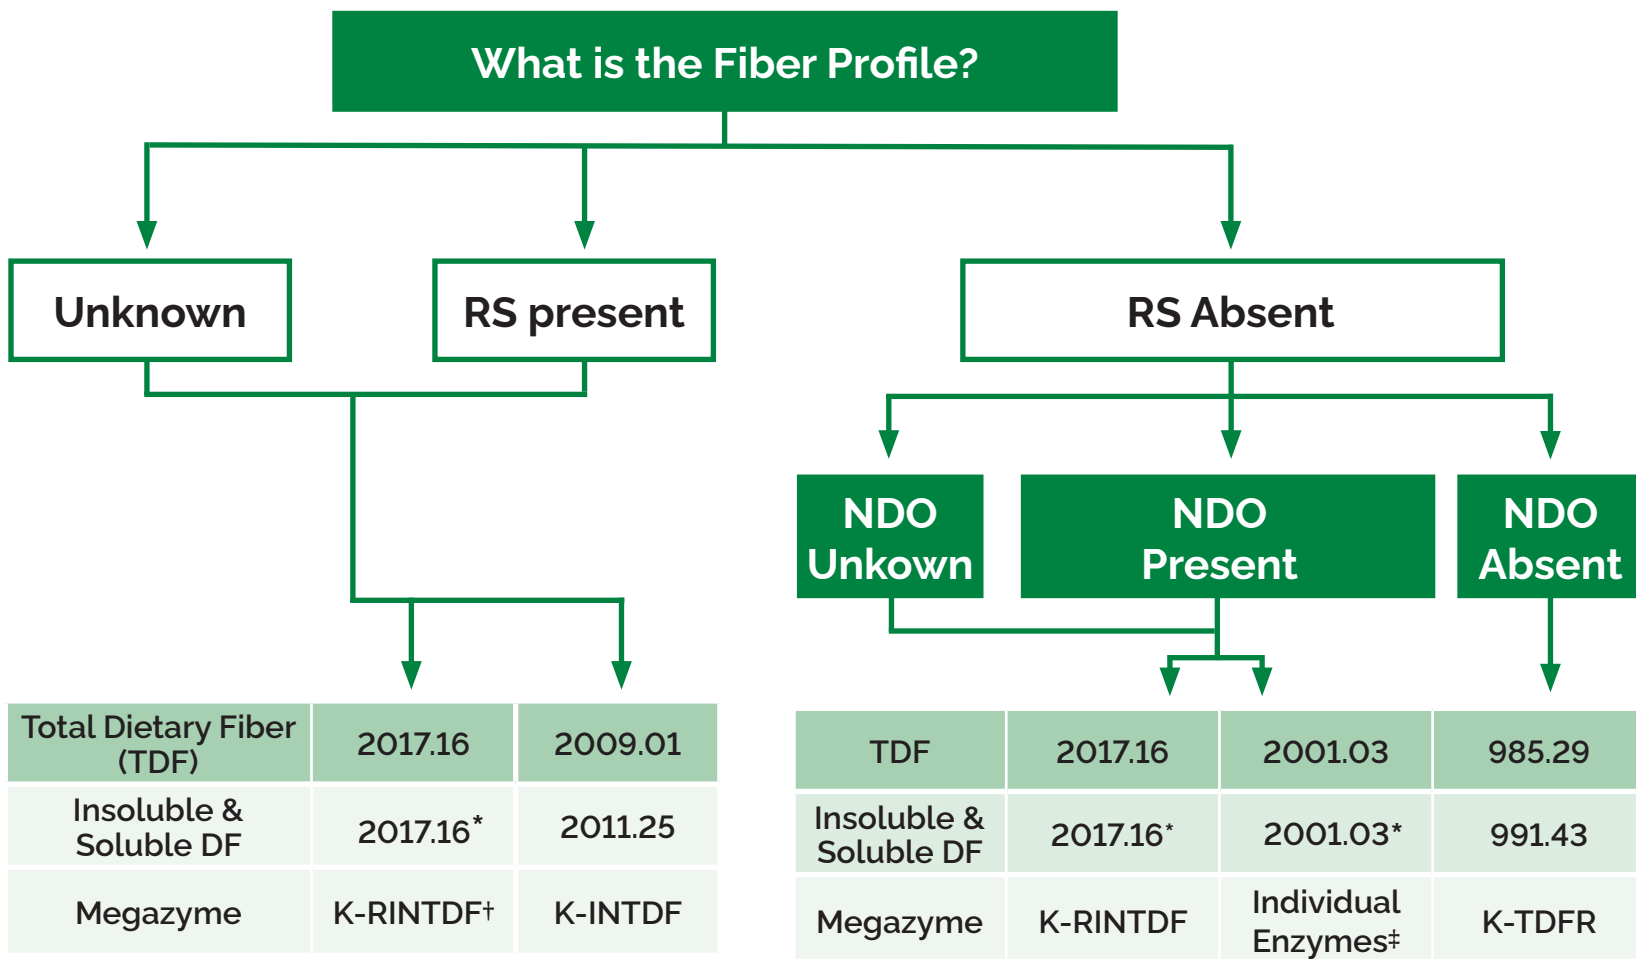 What is the Fiber Profile?
Unknown
RS present
RS Absent
NDO
Unkown
NDO
Present
NDO
Absent
Total Dietary Fiber
(TDF)
2017.16
2009.01
Insoluble &
Soluble DF
2017.16*
2011.25
Megazyme
K-RINTDF†
K-INTDF
TDF
2017.16
2001.03
985.29
Insoluble &
Soluble DF
2017.16*
2001.03*
991.43
Megazyme
K-RINTDF
Individual
Enzymes‡
K-TDFR